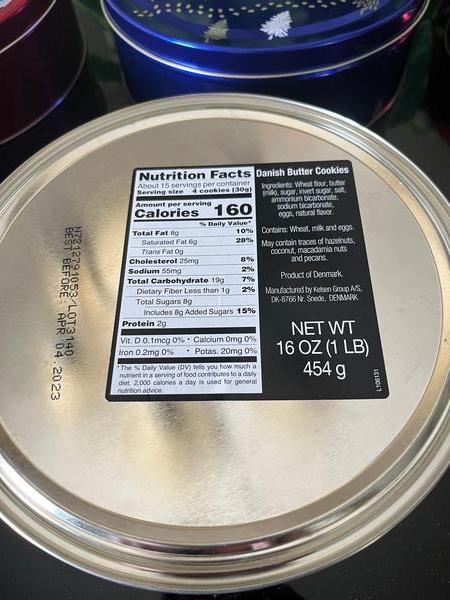 Nutrition Facts
About 15 servings per container
Serving size 4 cookies (30g)
Amount per serving
Calories 160
% Daily Value*
Total Fat 8g 10%
Saturated Fat 6g 28%
Trans Fat 0g
Cholesterol 25mg 8%
Sodium 55mg 2%
Total Carbohydrate 19g 7%
Dietary Fiber Less than 1g 2%
Total Sugars 8g
Includes 8g Added Sugars 15%
Protein 2g
Vit. D 0.1mcg 0% • Calcium 0mg 0%
Iron 0.2mg 0% • Potas. 20mg 0%
*The % Daily Value (DV) tells you how much a
nutrient in a serving of food contributes to a daily
diet. 2,000 calories a day is used for general
nutrition advice.
Danish Butter Cookies
Ingredients: Wheat flour, butter
(milk), sugar, invert sugar, salt,
ammonium bicarbonate,
sodium bicarbonate,
eggs, natural flavor.
Contains: Wheat, milk and eggs.
May contain traces of hazelnuts,
coconut, macadamia nuts
and pecans.
Product of Denmark.
Manufactured by Kelsen Group A/S,
DK-8766 Nr. Snede, DENMARK
NET WT
16 OZ (1 LB)
454 g
L106131
BEST BEFORE: APR 04,2023